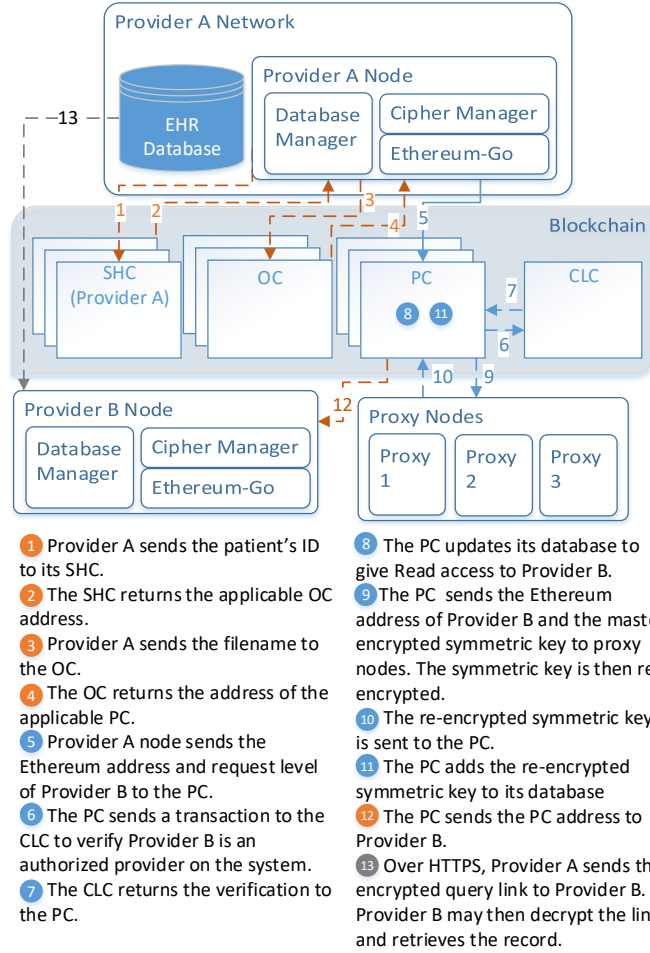 Provider A Network
Provider A Node
EHR
Database
Database
Manager
Cipher Manager
Ethereum-Go
13
1
2
3
4
5
Blockchain
SHC
(Provider A)
OC
PC
CLC
8
11
7
6
12
10
9
Provider B Node
Database
Manager
Cipher Manager
Ethereum-Go
Proxy Nodes
Proxy
1
Proxy
2
Proxy
3
1 Provider A sends the patient’s ID
to its SHC.
2 The SHC returns the applicable OC
address.
3 Provider A sends the filename to
the OC.
4 The OC returns the address of the
applicable PC.
5 Provider A node sends the
Ethereum address and request level
of Provider B to the PC.
6 The PC sends a transaction to the
CLC to verify Provider B is an
authorized provider on the system.
7 The CLC returns the verification to
the PC.
8 The PC updates its database to
give Read access to Provider B.
9 The PC sends the Ethereum
address of Provider B and the maste
encrypted symmetric key to proxy
nodes. The symmetric key is then re
encrypted.
10 The re-encrypted symmetric key
is sent to the PC.
11 The PC adds the re-encrypted
symmetric key to its database
12 The PC sends the PC address to
Provider B.
13 Over HTTPS, Provider A sends th
encrypted query link to Provider B.
Provider B may then decrypt the lin
and retrieves the record.